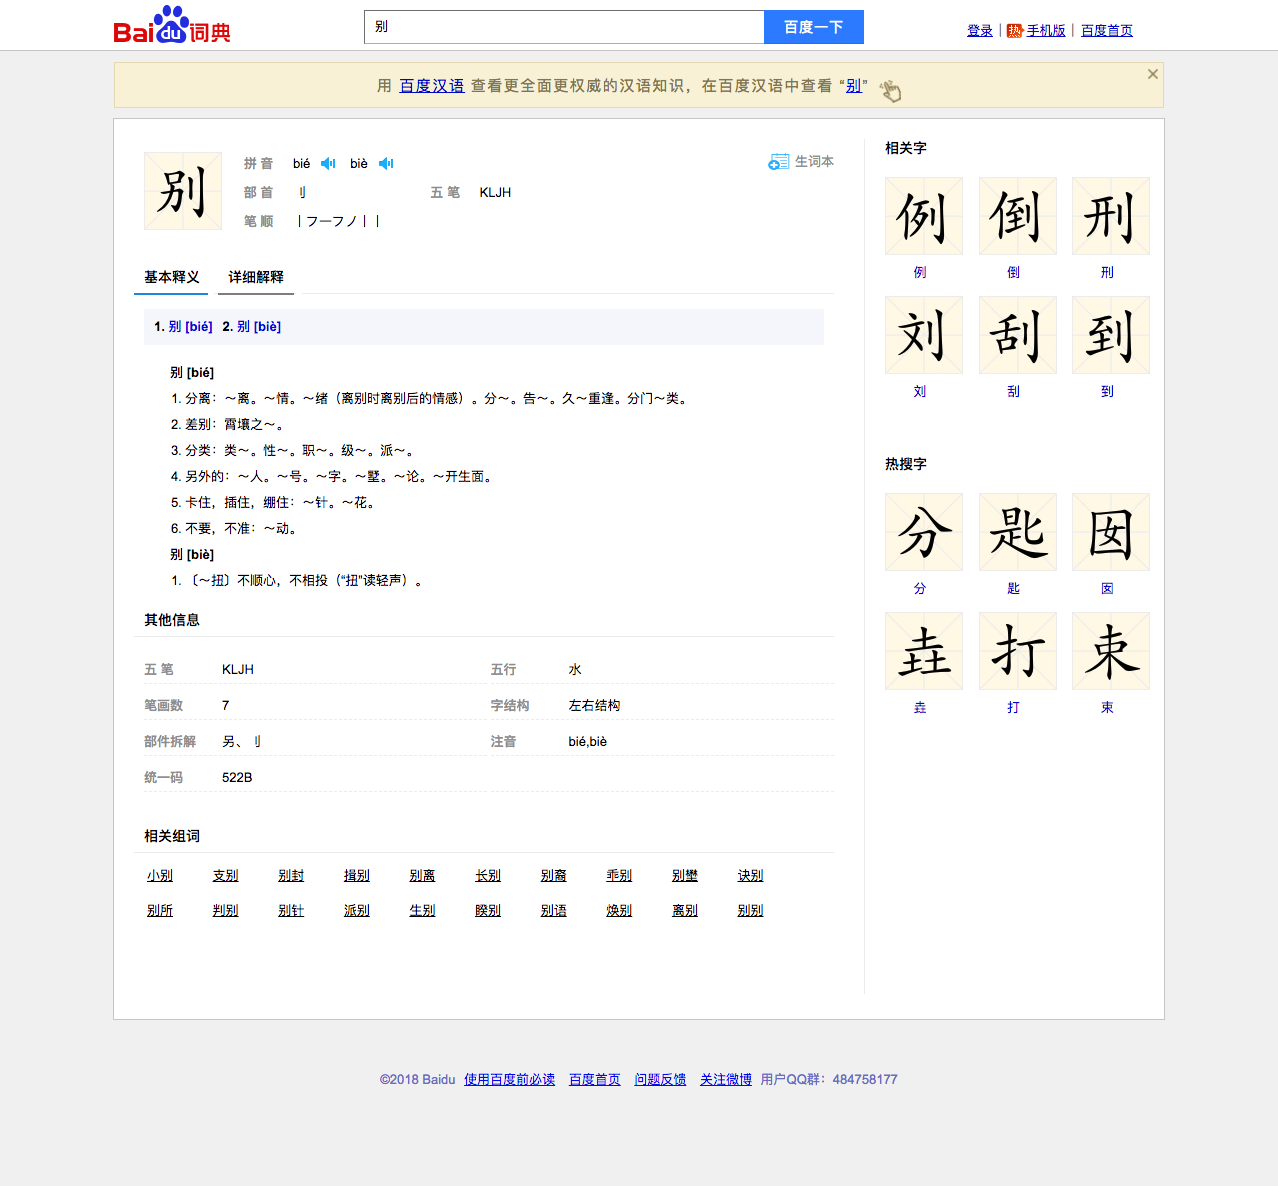 Baidu词典
别
百度一下
登录 | 热 手机版 | 百度首页
用 百度汉语 查看更全面更权威的汉语知识，在百度汉语中查看 “别”
别
拼 音 bié biè
生词本
部 首 刂 五 笔 KLJH
笔 顺 丨フ一フノ丨丨
基本释义 详细解释
1. 别 [bié] 2. 别 [biè]
别 [bié]
1. 分离：～离。～情。～绪（离别时离别后的情感）。分～。告～。久～重逢。分门～类。
2. 差别：霄壤之～。
3. 分类：类～。性～。职～。级～。派～。
4. 另外的：～人。～号。～字。～墅。～论。～开生面。
5. 卡住，插住，绷住：～针。～花。
6. 不要，不准：～动。
别 [biè]
1. 〔～扭〕不顺心，不相投（“扭”读轻声）。
其他信息
五 笔 KLJH 五行 水
笔画数 7 字结构 左右结构
部件拆解 另、刂 注音 bié,biè
统一码 522B
相关组词
小别 支别 别封 揖别 别离 长别 别裔 乖别 别鐢 诀别
别所 判别 别针 派别 生别 睽别 别语 焕别 离别 别别
相关字
例 倒 刑
例 倒 刑
刘 刮 到
刘 刮 到
热搜字
分 匙 囡
分 匙 囡
垚 打 束
垚 打 束
©2018 Baidu 使用百度前必读 百度首页 问题反馈 关注微博 用户QQ群：484758177